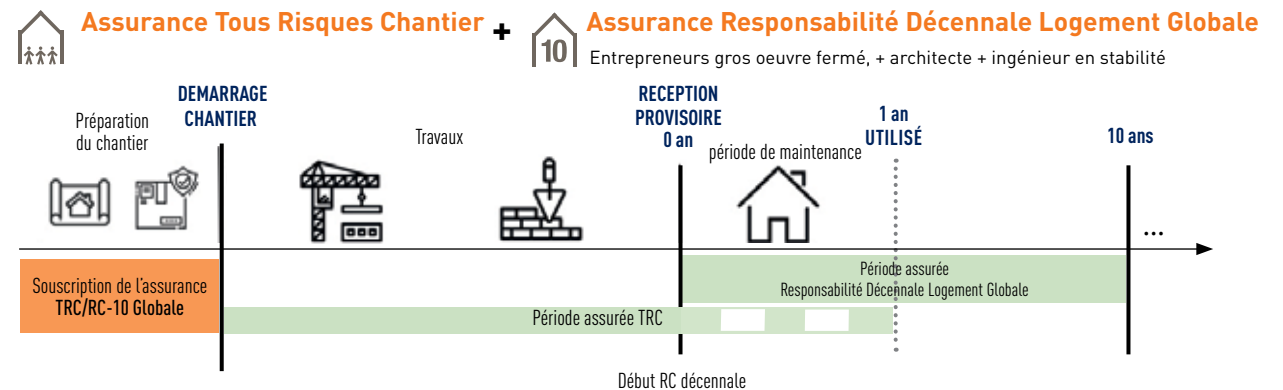 Assurance Tous Risques Chantier + Assurance Responsabilité Décennale Logement Globale
10
Entrepreneurs gros oeuvre fermé, + architecte + ingénieur en stabilité
Préparation
du chantier
DEMARRAGE
CHANTIER
Travaux
RECEPTION
PROVISOIRE
0 an
période de maintenance
1 an
UTILISÉ
10 ans
...
Souscription de l'assurance
TRC/RC-10 Globale
Période assurée
Responsabilité Décennale Logement Globale
Période assurée TRC
Début RC décennale